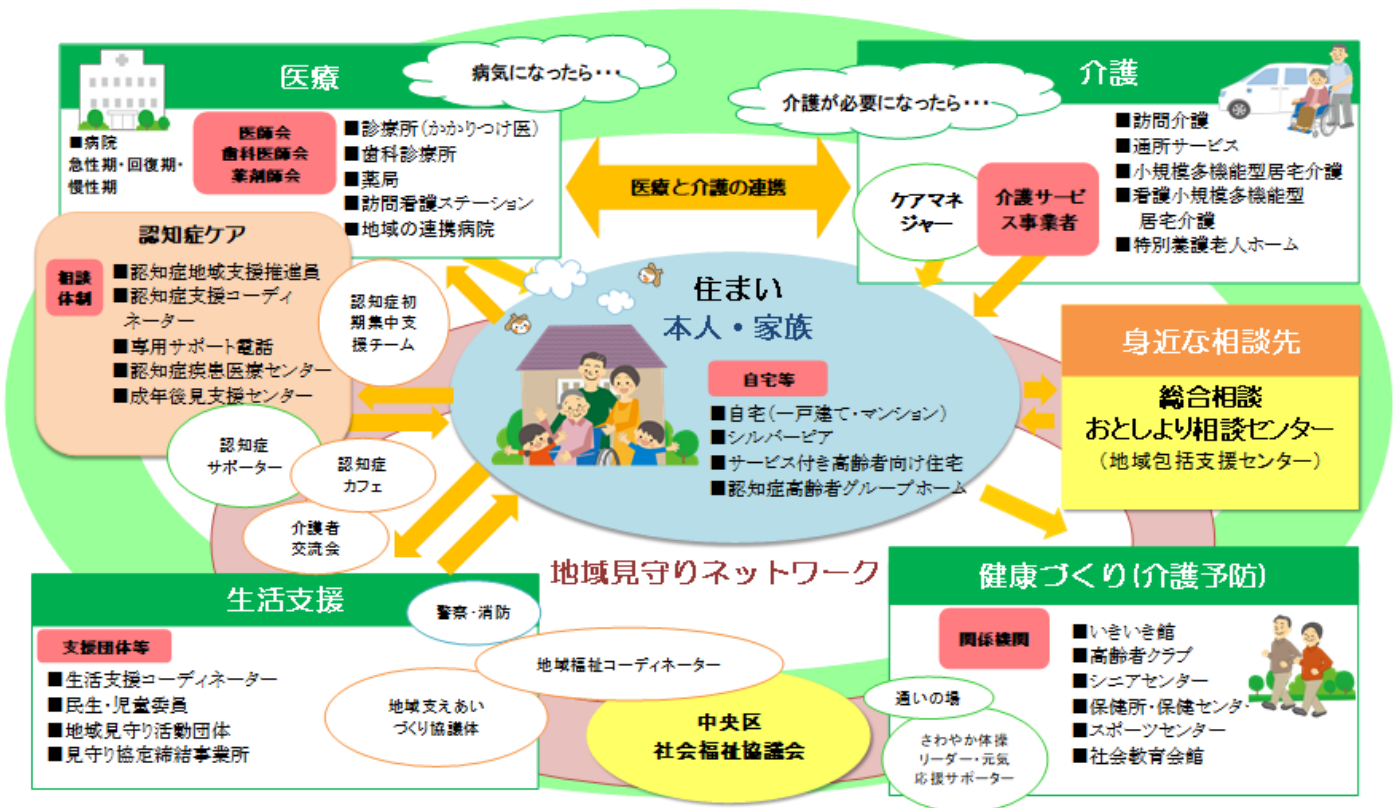 医療
病気になったら・・・
■病院
急性期・回復期・
慢性期
医師会
歯科医師会
薬剤師会
■診療所(かかりつけ医)
■歯科診療所
■薬局
■訪問看護ステーション
■地域の連携病院
医療と介護の連携
介護
介護が必要になったら・・・
ケアマネ
ジャー
介護サービ
ス事業者
■訪問介護
■通所サービス
■小規模多機能型居宅介護
■看護小規模多機能型
居宅介護
■特別養護老人ホーム
認知症ケア
相談
体制
■認知症地域支援推進員
■認知症支援コーディ
ネーター
■専用サポート電話
■認知症疾患医療センター
■成年後見支援センター
認知症初
期集中支
援チーム
認知症
サポーター
認知症
カフェ
介護者
交流会
住まい
本人・家族
自宅等
■自宅(一戸建て・マンション)
■シルバーピア
■サービス付き高齢者向け住宅
■認知症高齢者グループホーム
身近な相談先
総合相談
おとしより相談センター
(地域包括支援センター)
地域見守りネットワーク
生活支援
警察・消防
支援団体等
■生活支援コーディネーター
■民生・児童委員
■地域見守り活動団体
■見守り協定締結事業所
地域福祉コーディネーター
地域支えあい
づくり協議体
中央区
社会福祉協議会
健康づくり(介護予防)
関係機関
■いきいき館
■高齢者クラブ
■シニアセンター
■保健所・保健センター
■スポーツセンター
■社会教育会館
通いの場
さわやか体操
リーダー・元気
応援サポーター